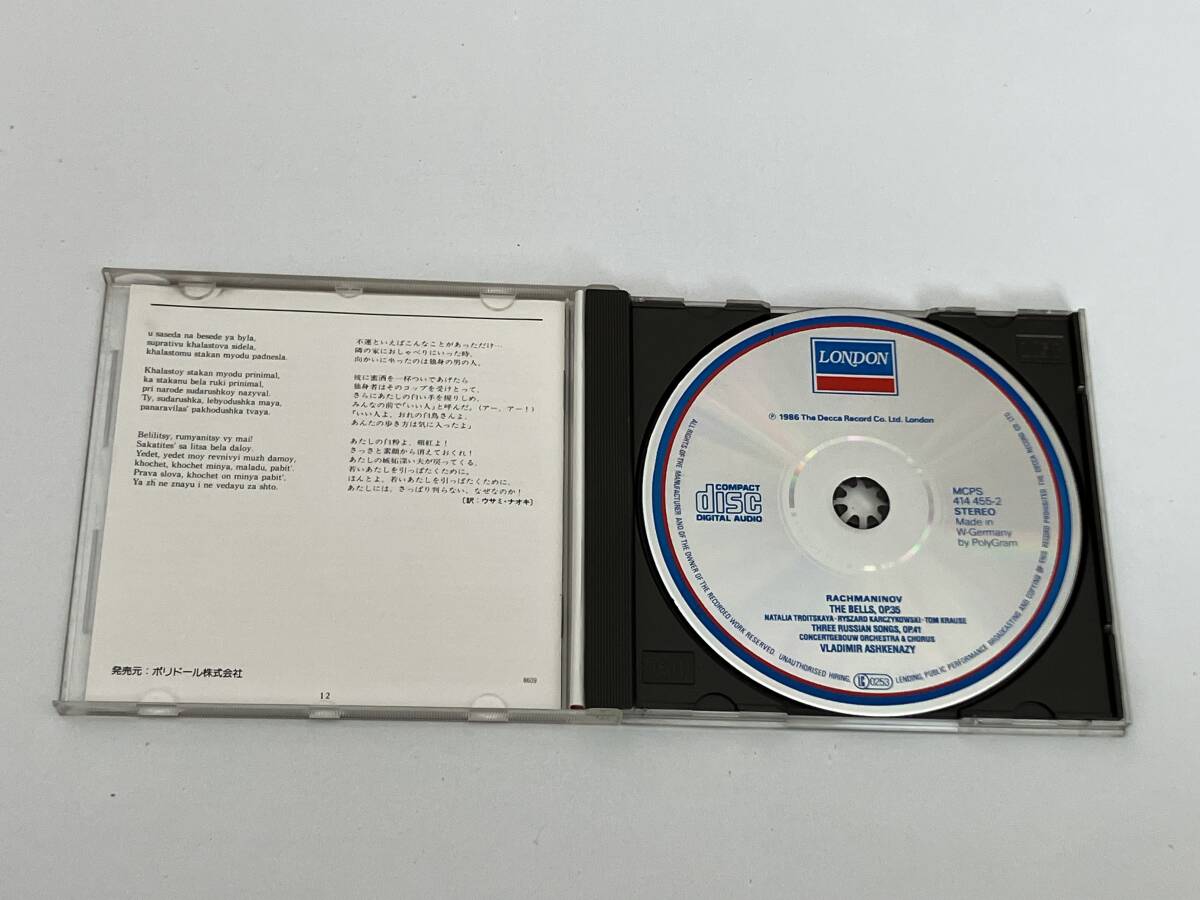 u saseda na besede ya byla,
suprativu khalastova sidela,
khalastomu stakan myodu padnesla.
Khalastoy stakan myodu prinimal,
ka stakanu bela ruki prinimal,
pri narode sudarushkoy nazyval.
Ty, sudarushka, lebyodushka maya,
panaravilas' pakhodushka tvaya.
Belilitsy, rumyanitsy vy mai!
Sakatites' sa litsa bela daloy.
Yedet, yedet moy revnivyi muzh damoy,
khochet, khochet minya, maladu, pabit'.
Prava slova, khochet on minya pabit'.
Ya zh ne znayu i ne vedayu za shto.
不運といえばこんなことがあっただけ…
隣の家におしゃべりにいった時、
向かいに坐ったのは独身の男の人。
彼に蜜酒を一杯ついであげたら
独身者はそのコップを受けとって、
さらにあたしの白い手を握りしめ、
みんなの前で「いい人」と呼んだ。(アー、アー!)
「いい人よ、おれの白鳥さんよ、
あんたの歩き方は気に入ったよ」
あたしの白粉よ、頬紅よ!
さっさと素顔から消えておくれ!
あたしの嫉妬深い夫が戻ってくる、
若いあたしを引っぱたくために。
ほんとよ、若いあたしを引っぱたくために。
あたしには、さっぱり判らない、なぜなのか!
〔訳:ウサミ・ナオキ〕
発売元:ポリドール株式会社
8609
12
LONDON
℗ 1986 The Decca Record Co. Ltd. London
COMPACT
disc
DIGITAL AUDIO
MCPS
414 455-2
STEREO
Made in
W-Germany
by PolyGram
RACHMANINOV
THE BELLS, OP.35
NATALIA TROITSKAYA · RYSZARD KARCZYKOWSKI · TOM KRAUSE
THREE RUSSIAN SONGS, OP.41
CONCERTGEBOUW ORCHESTRA & CHORUS
VLADIMIR ASHKENAZY
ALL RIGHTS OF THE MANUFACTURER AND OF THE OWNER OF THE RECORDED WORK RESERVED. UNAUTHORISED HIRING, LC 0253 LENDING, PUBLIC PERFORMANCE BROADCASTING AND COPYING OF THIS RECORD PROHIBITED. THE DECCA RECORD CO. LTD.